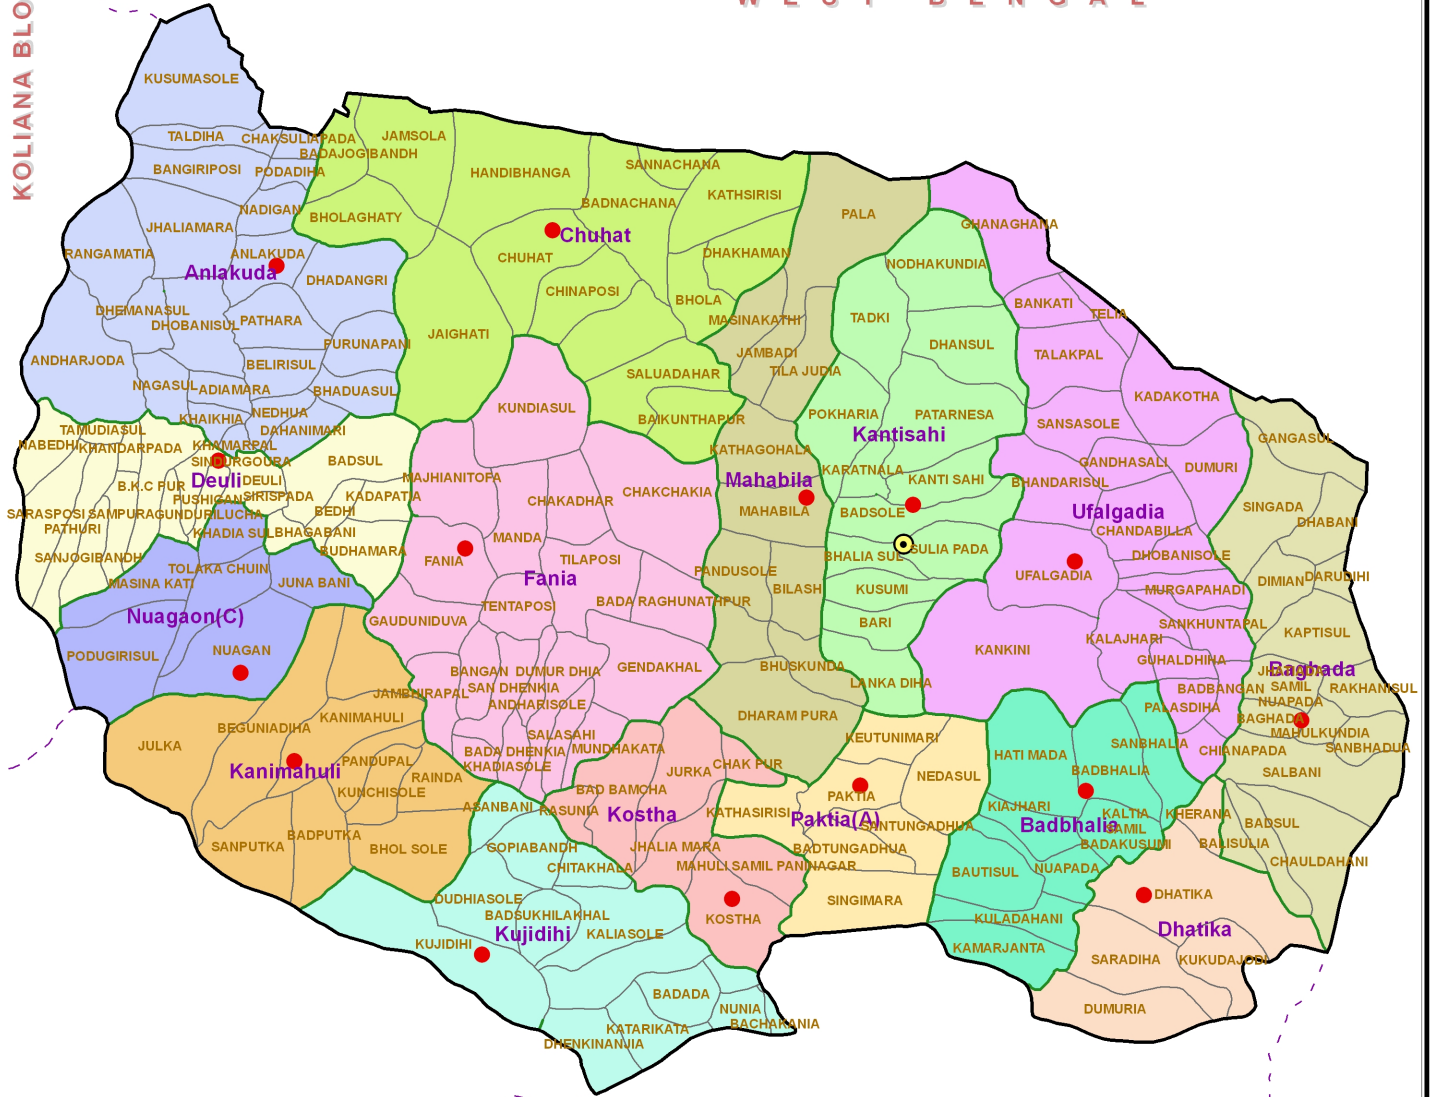 WEST BENGAL
KOLIANA BLO
KUSUMASOLE
TALDIHA
CHAKSULIAPADA
BANGIRIPOSI
PODADIHA
NADIGAN
JHALIAMARA
RANGAMATIA
ANLAKUDA
Anlakuda
DHADANGRI
DHEMANASUL
DHOBANISUL
PATHARA
PURUNAPANI
ANDHARJODA
BELIRISUL
NAGASUL
ADIAMARA
BHADUASUL
KHAIKHIA
NEDHUA
DAHANIMARI
KHAMARPAL
JAMSOLA
BADAJOGIBANDH
HANDIBHANGA
SANNACHANA
KATHSIRISI
BADNACHANA
BHOLAGHATY
Chuhat
CHUHAT
DHAKHAMAN
CHINAPOSI
BHOLA
JAIGHATI
SALUADAHAR
BAIKUNTHAPUR
PALA
MASINAKATHI
JAMBADI
TILA JUDIA
KATHAGOHALA
Mahabila
MAHABILA
PANDUSOLE
BILASH
BHUSKUNDA
DHARAM PURA
NODHAKUNDIA
TADKI
DHANSUL
POKHARIA
PATARNESA
Kantisahi
KARATNALA
KANTI SAHI
BADSOLE
BHALIA SUL
SULIA PADA
KUSUMI
BARI
LANKA DIHA
GHANAGHANA
BANKATI
TELIA
TALAKPAL
KADAKOTHA
SANSASOLE
GANDHASALI
DUMURI
BHANDARISUL
Ufalgadia
CHANDABILLA
DHOBANISOLE
UFALGADIA
MURGAPAHADI
SANKHUNTAPAL
KALAJHARI
KANKINI
GUHALDHIHA
BADBANGAN
PALASDIHA
CHIANAPADA
GANGASUL
SINGADA
DHABANI
DIMIAN
DARUDIHI
KAPTISUL
Baghada
SAMIL
NUAPADA
RAKHANISUL
BAGHADA
MAHULKUNDIA
SANBHADUA
SALBANI
BADSUL
CHAULDAHANI
TAMUDIASUL
NABEDHI
KHANDARPADA
SINDURGOURA
BADSUL
Deuli
DEULI
B.K.C PUR
PUSHIGAN
SIRISPADA
KADAPATIA
BEDHI
SARASPOSI
SAMPURA
GUNDURILUCHA
PATHURI
KHADIA SUL
BHAGABANI
SANJOGIBANDH
BUDHAMARA
TOLAKA CHUIN
MASINA KATI
JUNA BANI
Nuagaon(C)
PODUGIRISUL
NUAGAN
KUNDIASUL
MAJHIANITOPA
CHAKADHAR
CHAKCHAKIA
MANDA
FANIA
TILAPOSI
Fania
TENTAPOSI
BADA RAGHUNATHPUR
GAUDUNIDUVA
BANGAN
DUMUR DHIA
GENDAKHAL
SAN DHENKIA
JAMBHIRAPAL
ANDHARISOLE
SALASAHI
BADA DHENKIA
KHADIASOLE
KANIMAHULI
BEGUNIADIHA
JULKA
PANDUPAL
Kanimahuli
RAINDA
KUNCHISOLE
BADPUTKA
SANPUTKA
BHOL SOLE
MUNDHAKATA
JURKA
CHAK PUR
BAD BAMCHA
RASUNIA
Kostha
JHALIA MARA
MAHULI SAMIL PANINAGAR
KOSTHA
KEUTUNIMARI
NEDASUL
PAKTIA
KATHASIRISI
Paktia(A)
SANTUNGADHUA
BADTUNGADHUA
SINGIMARA
HATI MADA
SANBHALIA
BADBHALIA
KIAJHARI
KALTIA
Badbhalia
SAMIL
BADAKUSUMI
BAUTISUL
NUAPADA
KULADAHANI
KAMARJANTA
KHERANA
BALISULIA
DHATIKA
Dhatika
SARADIHA
KUKUDAJODI
DUMURIA
ASANBANI
GOPIABANDH
CHITAKHALA
DUDHIASOLE
BADSUKHILAKHAL
Kujidihi
KALIASOLE
KUJIDIHI
BADADA
NUNIA
BACHAKANIA
KATARIKATA
DHENKINANJIA